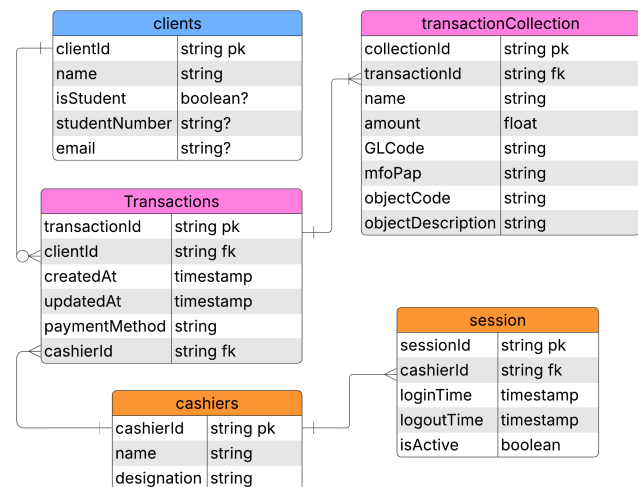 clients
clientId string pk
name string
isStudent boolean?
studentNumber string?
email string?
transactionCollection
collectionId string pk
transactionId string fk
name string
amount float
GLCode string
mfoPap string
objectCode string
objectDescription string
Transactions
transactionId string pk
clientId string fk
createdAt timestamp
updatedAt timestamp
paymentMethod string
cashierId string fk
session
sessionId string pk
cashierId string fk
loginTime timestamp
logoutTime timestamp
isActive boolean
cashiers
cashierId string pk
name string
designation string